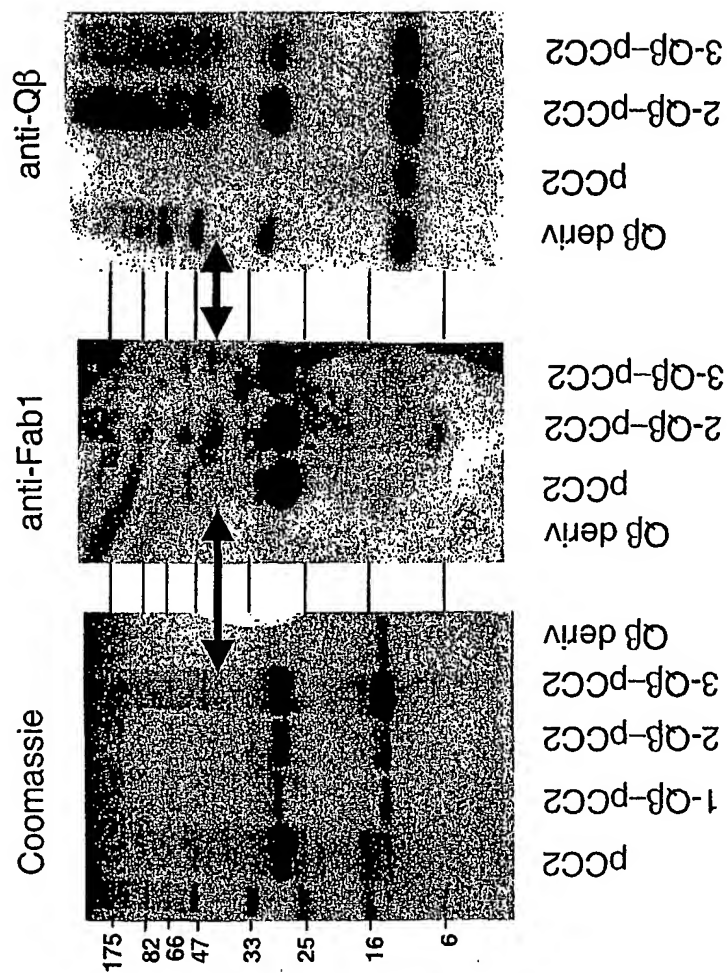 Coomassie
anti-Fab1
anti-Qβ
175
82
66
47
33
25
16
6
pCC2
1-Qβ–pCC2
2-Qβ–pCC2
3-Qβ–pCC2
Qβ deriv
Qβ deriv
pCC2
2-Qβ–pCC2
3-Qβ–pCC2
Qβ deriv
pCC2
2-Qβ–pCC2
3-Qβ–pCC2